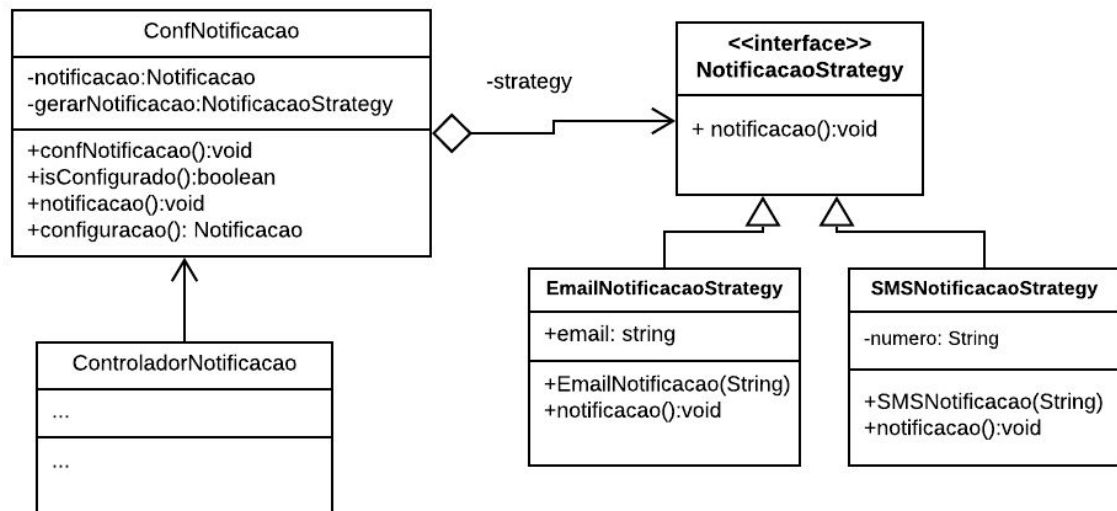 ConfNotificacao
-notificacao:Notificacao
-gerarNotificacao:NotificacaoStrategy
+confNotificacao():void
+isConfigurado():boolean
+notificacao():void
+configuracao(): Notificacao
-strategy
<<interface>>
NotificacaoStrategy
+ notificacao():void
ControladorNotificacao
...
...
EmailNotificacaoStrategy
+email: string
+EmailNotificacao(String)
+notificacao():void
SMSNotificacaoStrategy
-numero: String
+SMSNotificacao(String)
+notificacao():void